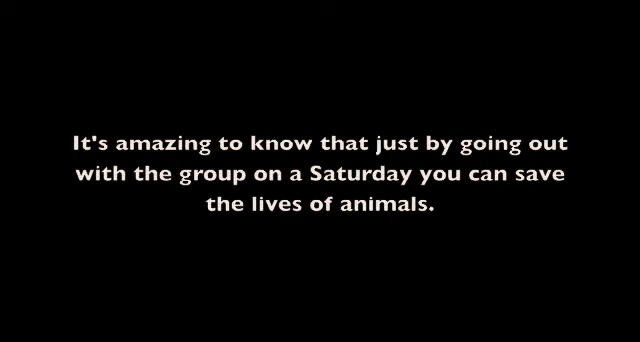 It's amazing to know that just by going out
with the group on a Saturday you can save
the lives of animals.